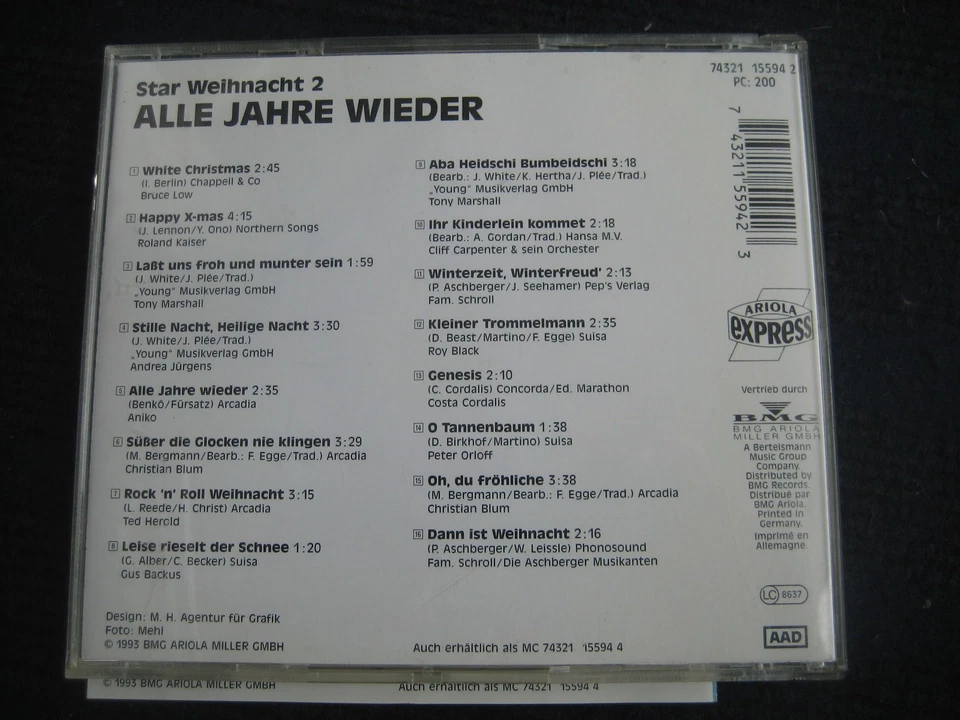 Star Weihnacht 2
ALLE JAHRE WIEDER
1 White Christmas 2:45
(I. Berlin) Chappell & Co
Bruce Low
2 Happy X-mas 4:15
(J. Lennon/Y. Ono) Northern Songs
Roland Kaiser
3 Laßt uns froh und munter sein 1:59
(J. White/J. Plée/Trad.)
„Young" Musikverlag GmbH
Tony Marshall
4 Stille Nacht, Heilige Nacht 3:30
(J. White/J. Plée/Trad.)
„Young" Musikverlag GmbH
Andrea Jürgens
5 Alle Jahre wieder 2:35
(Benkö/Fürsatz) Arcadia
Aniko
6 Süßer die Glocken nie klingen 3:29
(M. Bergmann/Bearb.: F. Egge/Trad.) Arcadia
Christian Blum
7 Rock 'n' Roll Weihnacht 3:15
(L. Reede/H. Christ) Arcadia
Ted Herold
8 Leise rieselt der Schnee 1:20
(G. Alber/C. Becker) Suisa
Gus Backus
9 Aba Heidschi Bumbeidschi 3:18
(Bearb.: J. White/K. Hertha/J. Plée/Trad.)
„Young" Musikverlag GmbH
Tony Marshall
10 Ihr Kinderlein kommet 2:18
(Bearb.: A. Gordan/Trad.) Hansa M.V.
Cliff Carpenter & sein Orchester
11 Winterzeit, Winterfreud' 2:13
(P. Aschberger/J. Seehamer) Pep's Verlag
Fam. Schroll
12 Kleiner Trommelmann 2:35
(D. Beast/Martino/F. Egge) Suisa
Roy Black
13 Genesis 2:10
(C. Cordalis) Concorda/Ed. Marathon
Costa Cordalis
14 O Tannenbaum 1:38
(D. Birkhof/Martino) Suisa
Peter Orloff
15 Oh, du fröhliche 3:38
(M. Bergmann/Bearb.: F. Egge/Trad.) Arcadia
Christian Blum
16 Dann ist Weihnacht 2:16
(P. Aschberger/W. Leissle) Phonosound
Fam. Schroll/Die Aschberger Musikanten
74321 15594 2
PC: 200
7 43211 55942 3
ARIOLA
express
Vertrieb durch
BMG
BMG ARIOLA
MILLER GMBH
A Bertelsmann
Music Group
Company.
Distributed by
BMG Records.
Distribué par
BMG Ariola.
Printed in
Germany.
Imprimé en
Allemagne.
LC 8637
AAD
Design: M. H. Agentur für Grafik
Foto: Mehl
© 1993 BMG ARIOLA MILLER GMBH
Auch erhältlich als MC 74321 15594 4
© 1993 BMG ARIOLA MILLER GMBH
Auch erhältlich als MC 74321 15594 4